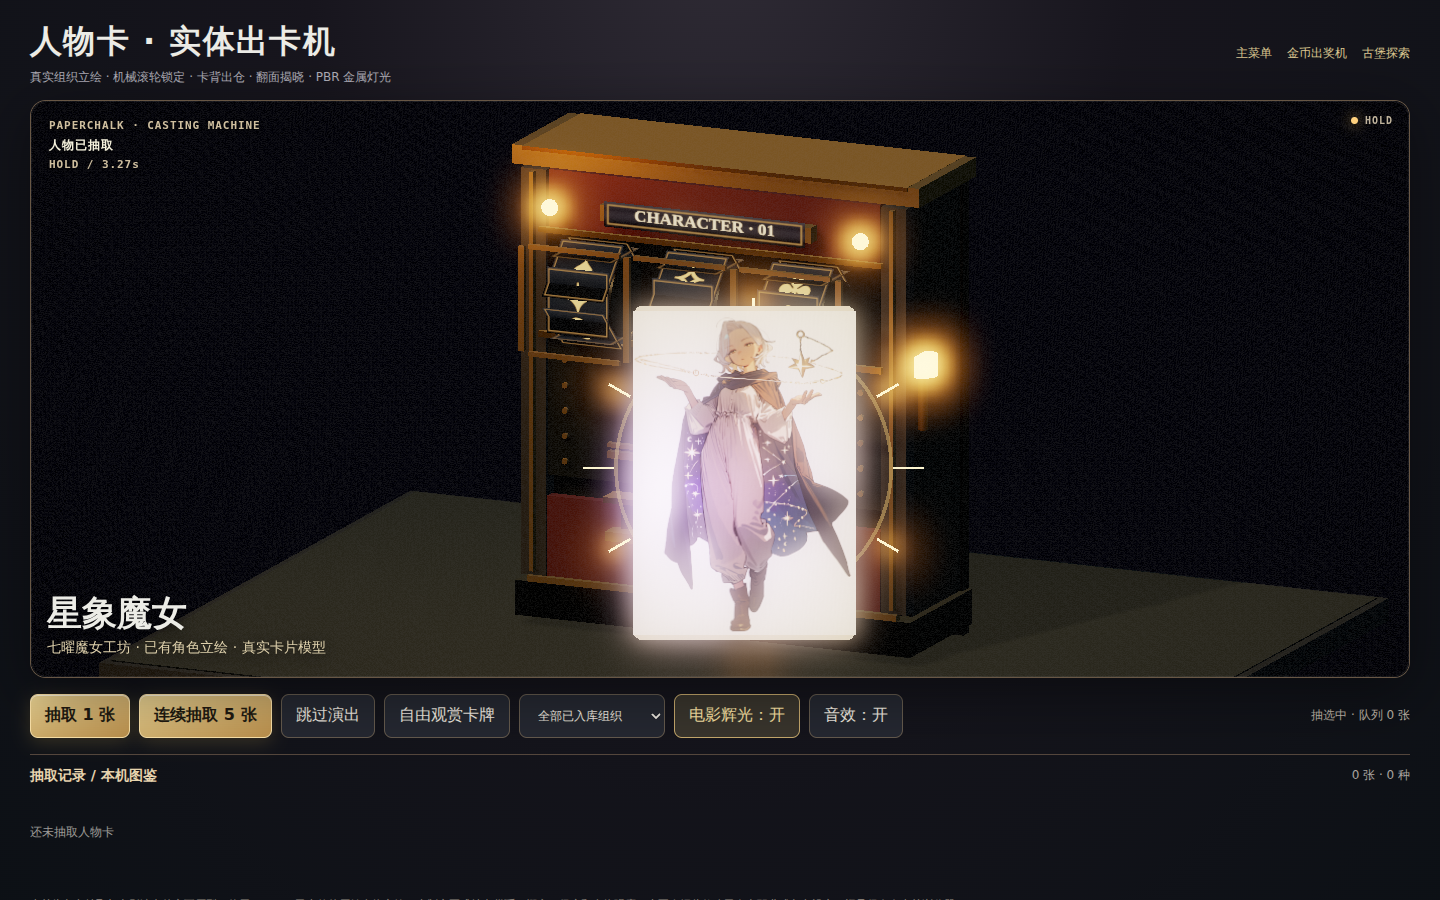 人物卡 · 实体出卡机
真实组织立绘 · 机械滚轮锁定 · 卡背出仓 · 翻面揭晓 · PBR 金属灯光
主菜单 金币出奖机 古堡探索
PAPERCHALK · CASTING MACHINE
人物已抽取
HOLD / 3.27s
HOLD
CHARACTER · 01
星象魔女
七曜魔女工坊 · 已有角色立绘 · 真实卡片模型
抽取 1 张 连续抽取 5 张 跳过演出 自由观赏卡牌 全部已入库组织 电影辉光：开 音效：开 抽选中 · 队列 0 张
抽取记录 / 本机图鉴 0 张 · 0 种
还未抽取人物卡